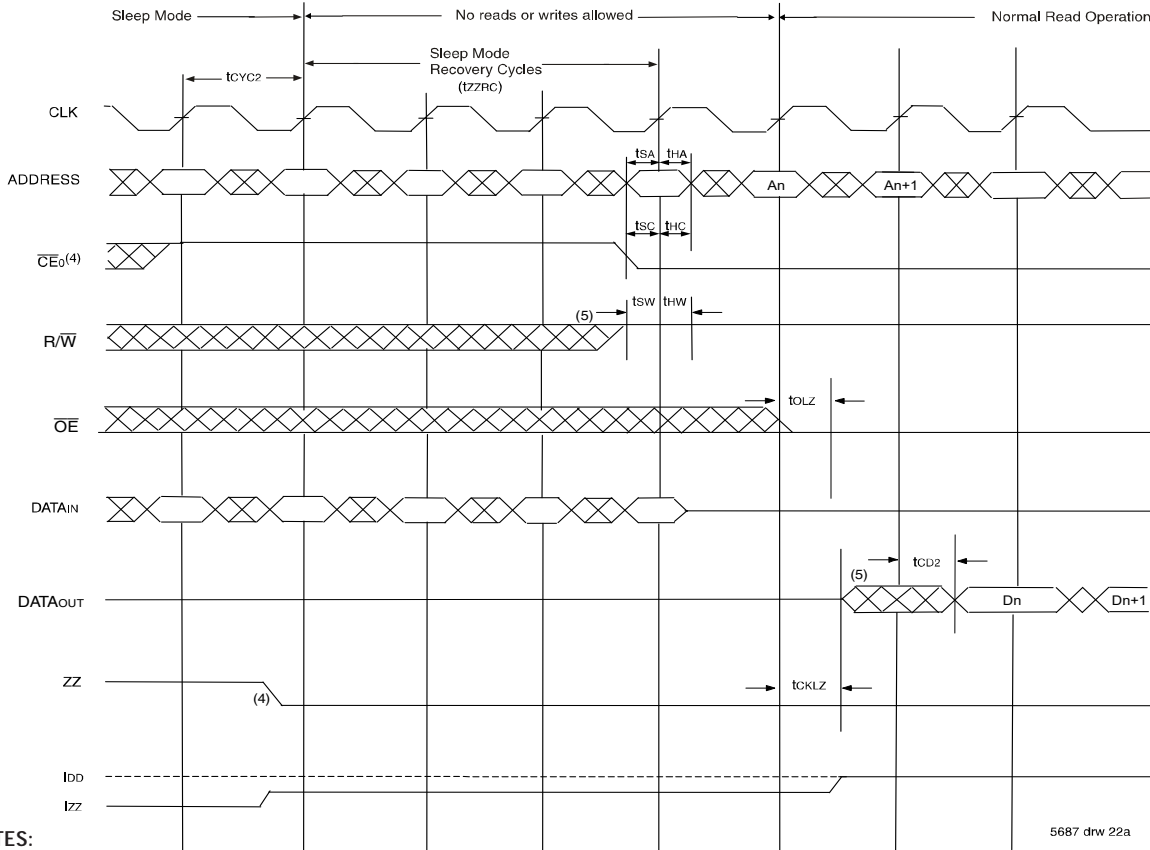 Sleep Mode
No reads or writes allowed
Normal Read Operation
Sleep Mode
Recovery Cycles
(tZZRC)
tCYC2
CLK
tSA
tHA
ADDRESS
An
An+1
tSC
tHC
CE0(4)
tSW
tHW
(5)
R/W
tOLZ
OE
DATAIN
tCD2
(5)
DATAOUT
Dn
Dn+1
ZZ
(4)
tCKLZ
IDD
IZZ
5687 drw 22a
TES: